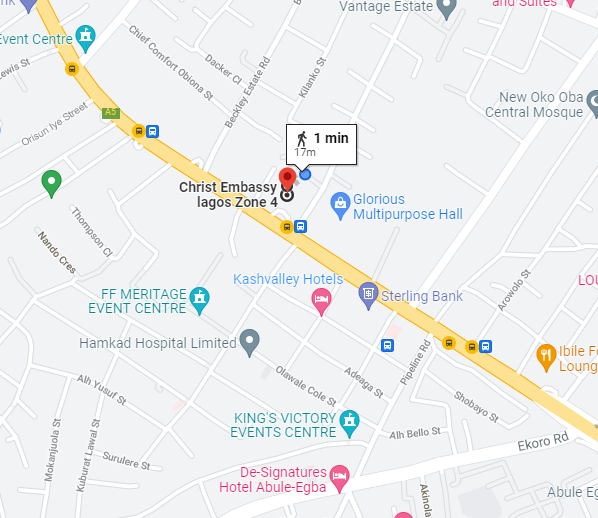 nk
Vantage Estate
and Suites
Event Centre
Chief Comfort Obiona St
Lewis St
Dacker Cl
Beckley Estate Rd
Kilanko St
New Oko Oba
Central Mosque
A5
Orisun Iye Street
1 min
17m
Christ Embassy
lagos Zone 4
Glorious
Multipurpose Hall
Thompson Cl
Nando Cres
Kashvalley Hotels
Sterling Bank
FF MERITAGE
EVENT CENTRE
Arowolo St
LOU
Hamkad Hospital Limited
Pipeline Rd
Ibile Fo
Loung
Olawale Cole St
Adeaga St
Alh Yusuf St
Shobayo St
KING'S VICTORY
EVENTS CENTRE
Alh Bello St
Mokanjuola St
Kuburat Lawal St
Surulere St
Ekoro Rd
De-Signatures
Hotel Abule-Egba
Akinola
Abule Eg